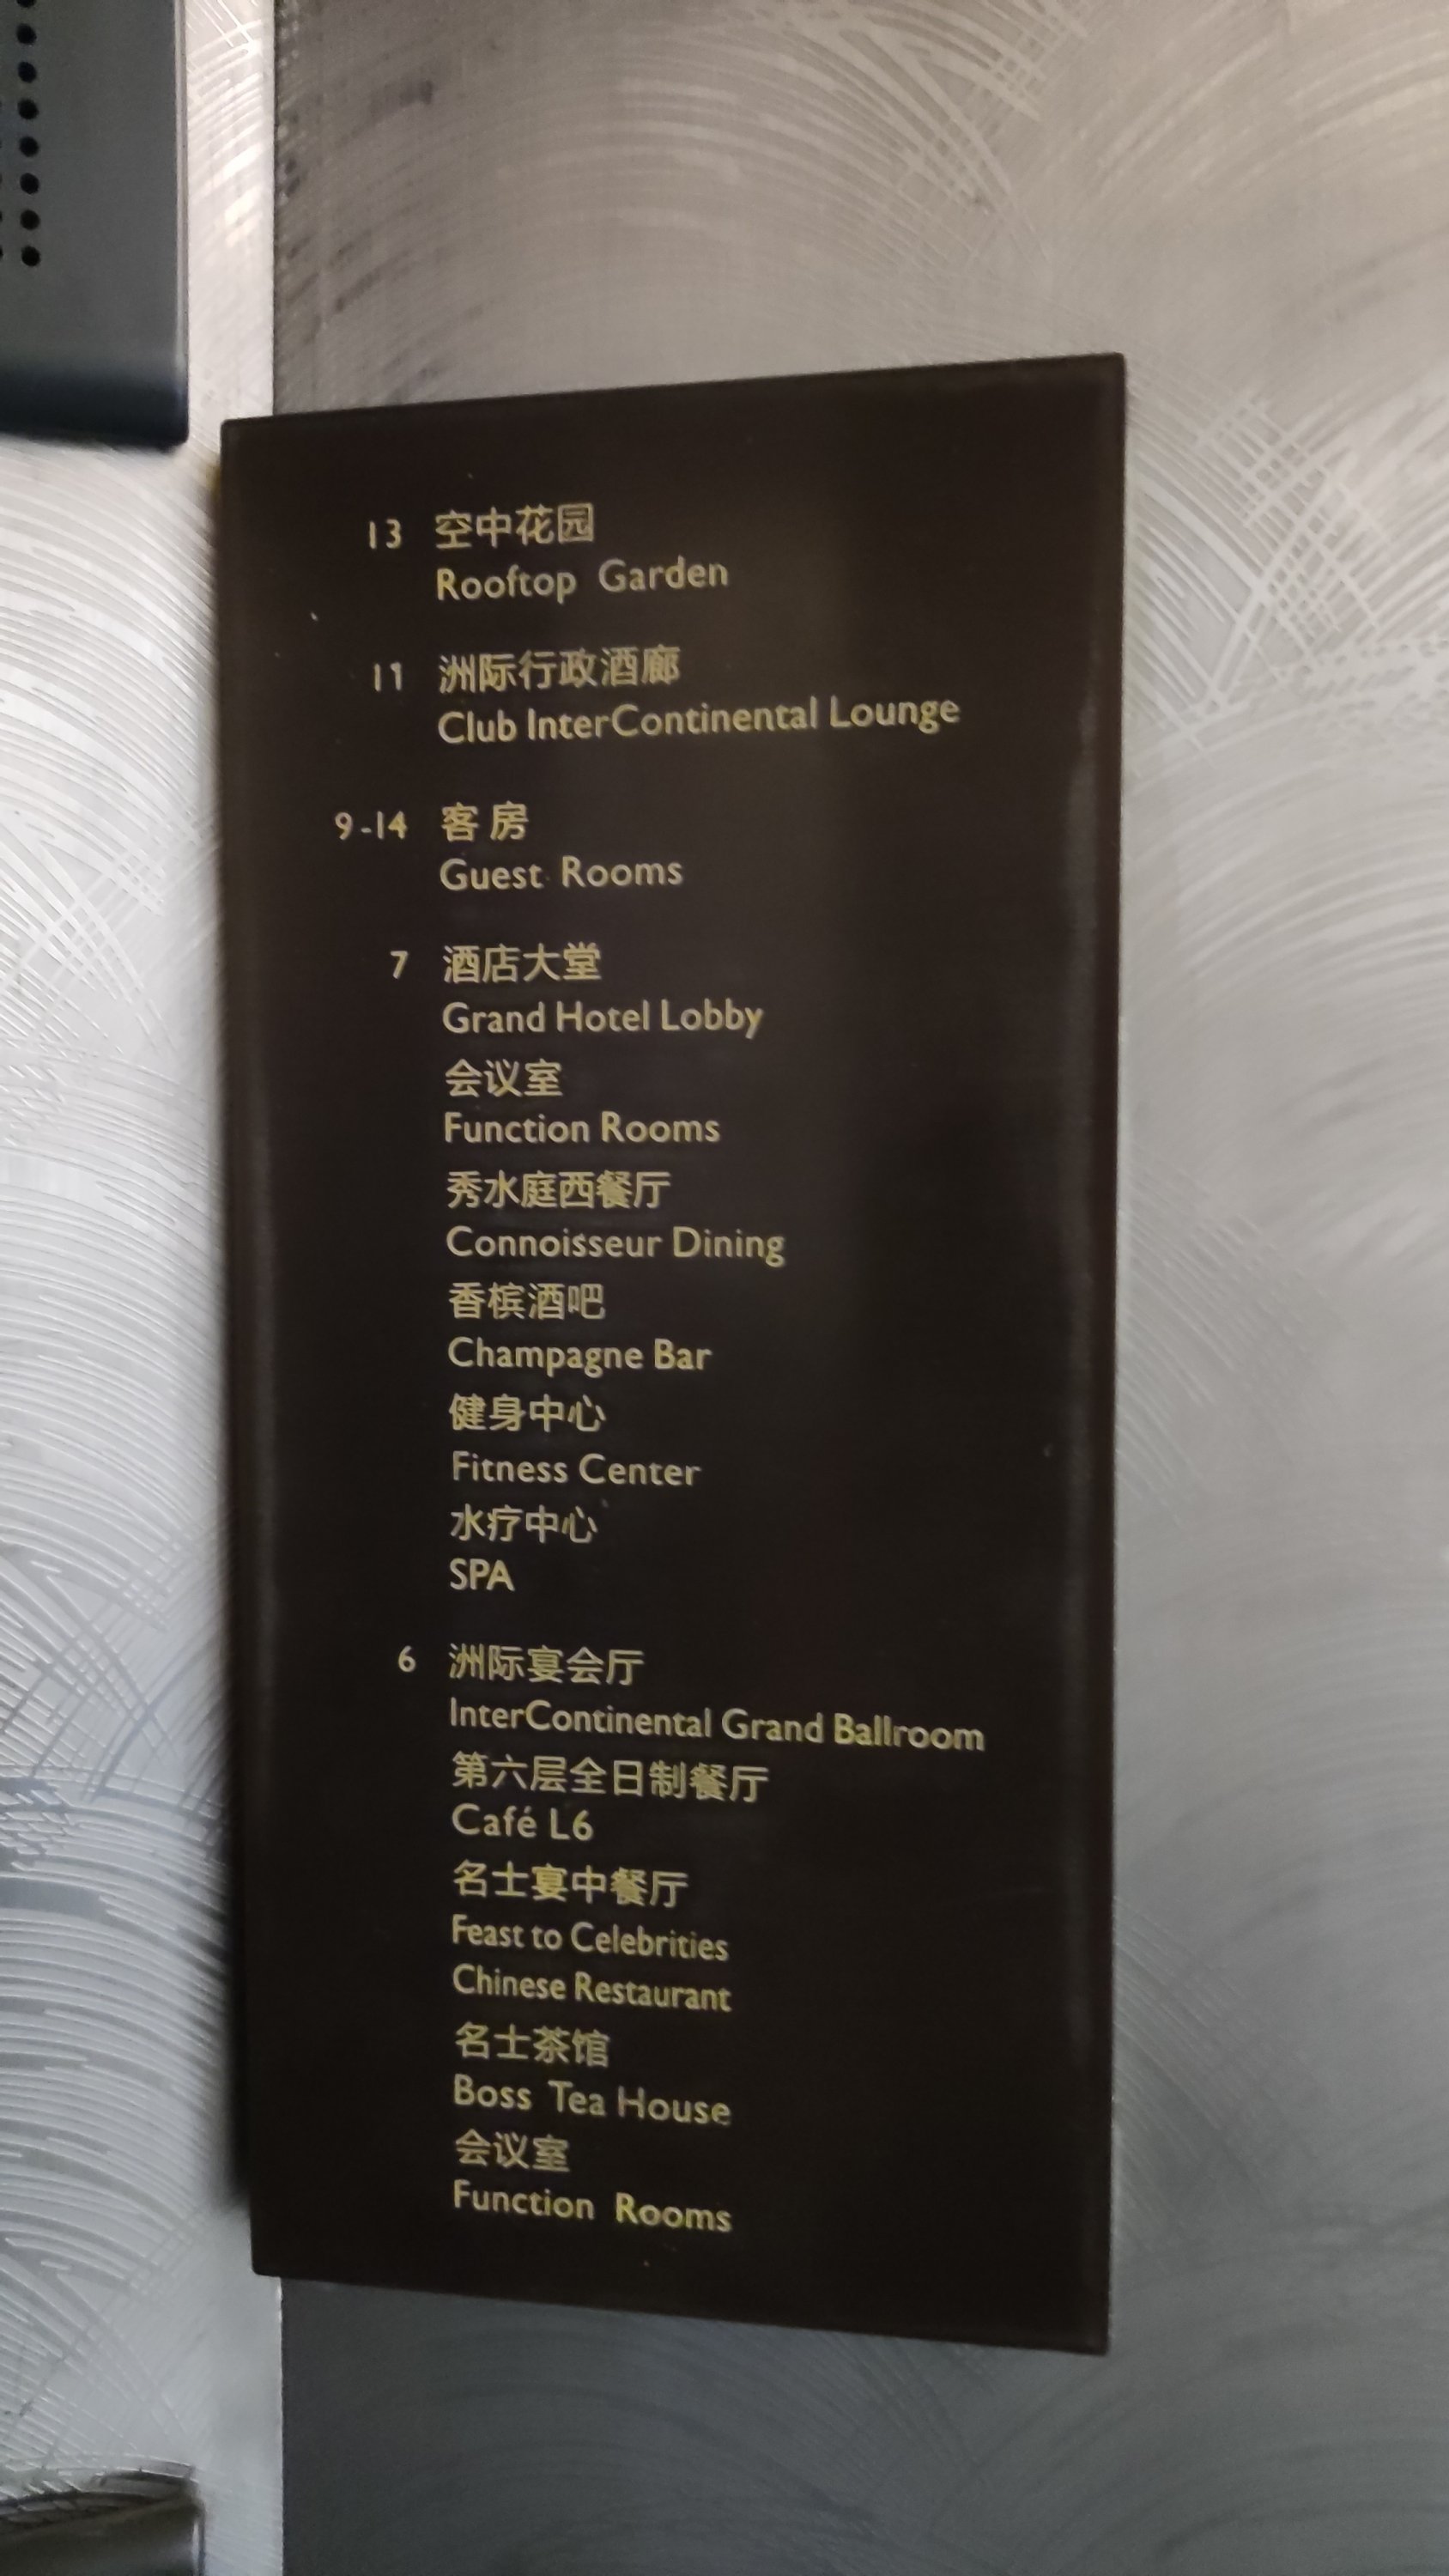 13 空中花园
Rooftop Garden
11 洲际行政酒廊
Club InterContinental Lounge
9-14 客房
Guest Rooms
7 酒店大堂
Grand Hotel Lobby
会议室
Function Rooms
秀水庭西餐厅
Connoisseur Dining
香槟酒吧
Champagne Bar
健身中心
Fitness Center
水疗中心
SPA
6 洲际宴会厅
InterContinental Grand Ballroom
第六层全日制餐厅
Café L6
名士宴中餐厅
Feast to Celebrities
Chinese Restaurant
名士茶馆
Boss Tea House
会议室
Function Rooms